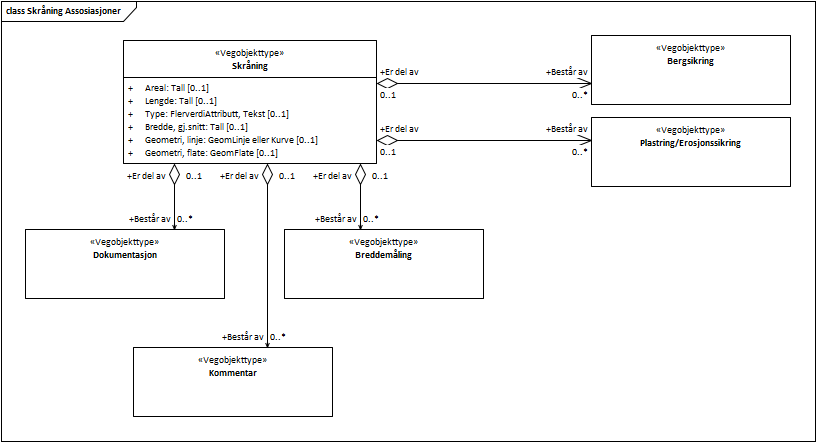 class Skråning Assosiasjoner
«Vegobjekttype»
Skråning
+ Areal: Tall [0..1]
+ Lengde: Tall [0..1]
+ Type: FlerverdiAttributt, Tekst [0..1]
+ Bredde, gj.snitt: Tall [0..1]
+ Geometri, linje: GeomLinje eller Kurve [0..1]
+ Geometri, flate: GeomFlate [0..1]
+Er del av +Består av
0..1 0..*
«Vegobjekttype»
Bergsikring
+Er del av +Består av
0..1 0..*
«Vegobjekttype»
Plastring/Erosjonssikring
+Er del av 0..1 +Er del av 0..1 +Er del av 0..1
+Består av 0..* +Består av 0..*
«Vegobjekttype»
Dokumentasjon
«Vegobjekttype»
Breddemåling
+Består av 0..*
«Vegobjekttype»
Kommentar